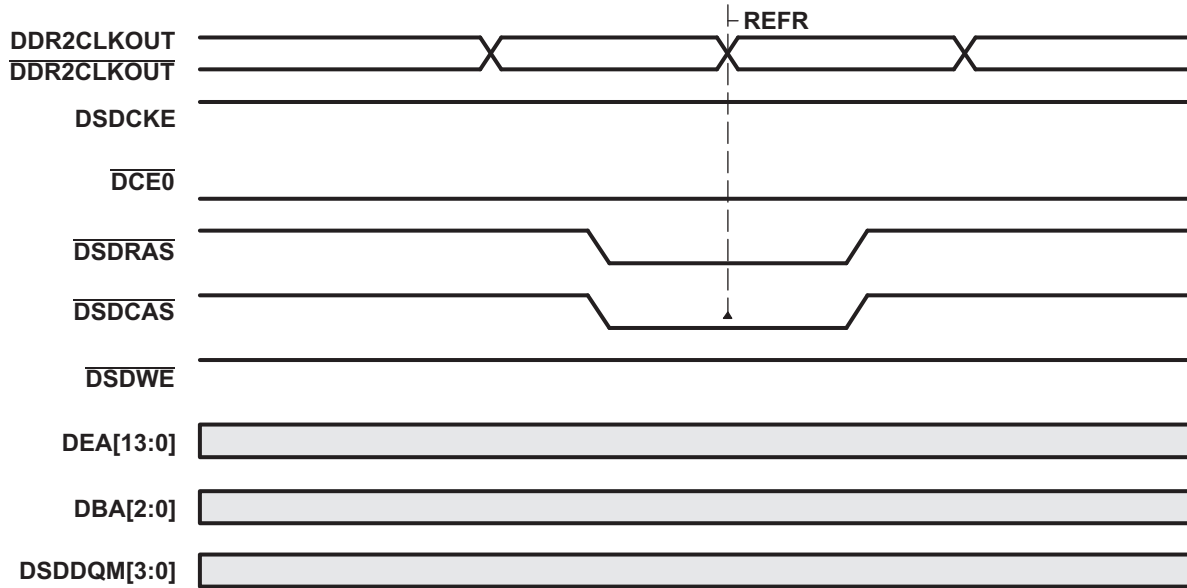 REFR
DDR2CLKOUT
DDR2CLKOUT
DSDCKE
DCE0
DSDRAS
DSDCAS
DSDWE
DEA[13:0]
DBA[2:0]
DSDDQM[3:0]